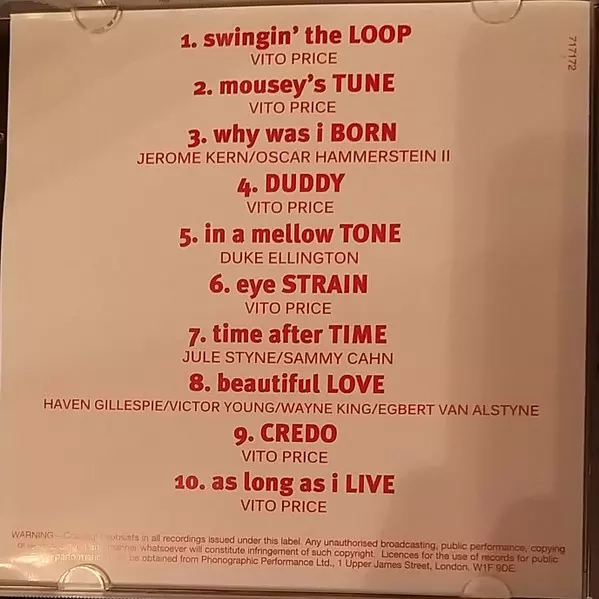 1. swingin' the LOOP
VITO PRICE
717172
2. mousey's TUNE
VITO PRICE
3. why was i BORN
JEROME KERN/OSCAR HAMMERSTEIN II
4. DUDDY
VITO PRICE
5. in a mellow TONE
DUKE ELLINGTON
6. eye STRAIN
VITO PRICE
7. time after TIME
JULE STYNE/SAMMY CAHN
8. beautiful LOVE
HAVEN GILLESPIE/VICTOR YOUNG/WAYNE KING/EGBERT VAN ALSTYNE
9. CREDO
VITO PRICE
10. as long as i LIVE
VITO PRICE
WARNING - in all recordings issued under this label. Any unauthorised broadcasting, public performance, copying
whatsoever will constitute infringement of such copyright. Licences for the use of records for public
be obtained from Phonographic Performance Ltd., 1 Upper James Street, London, W1F 9DE